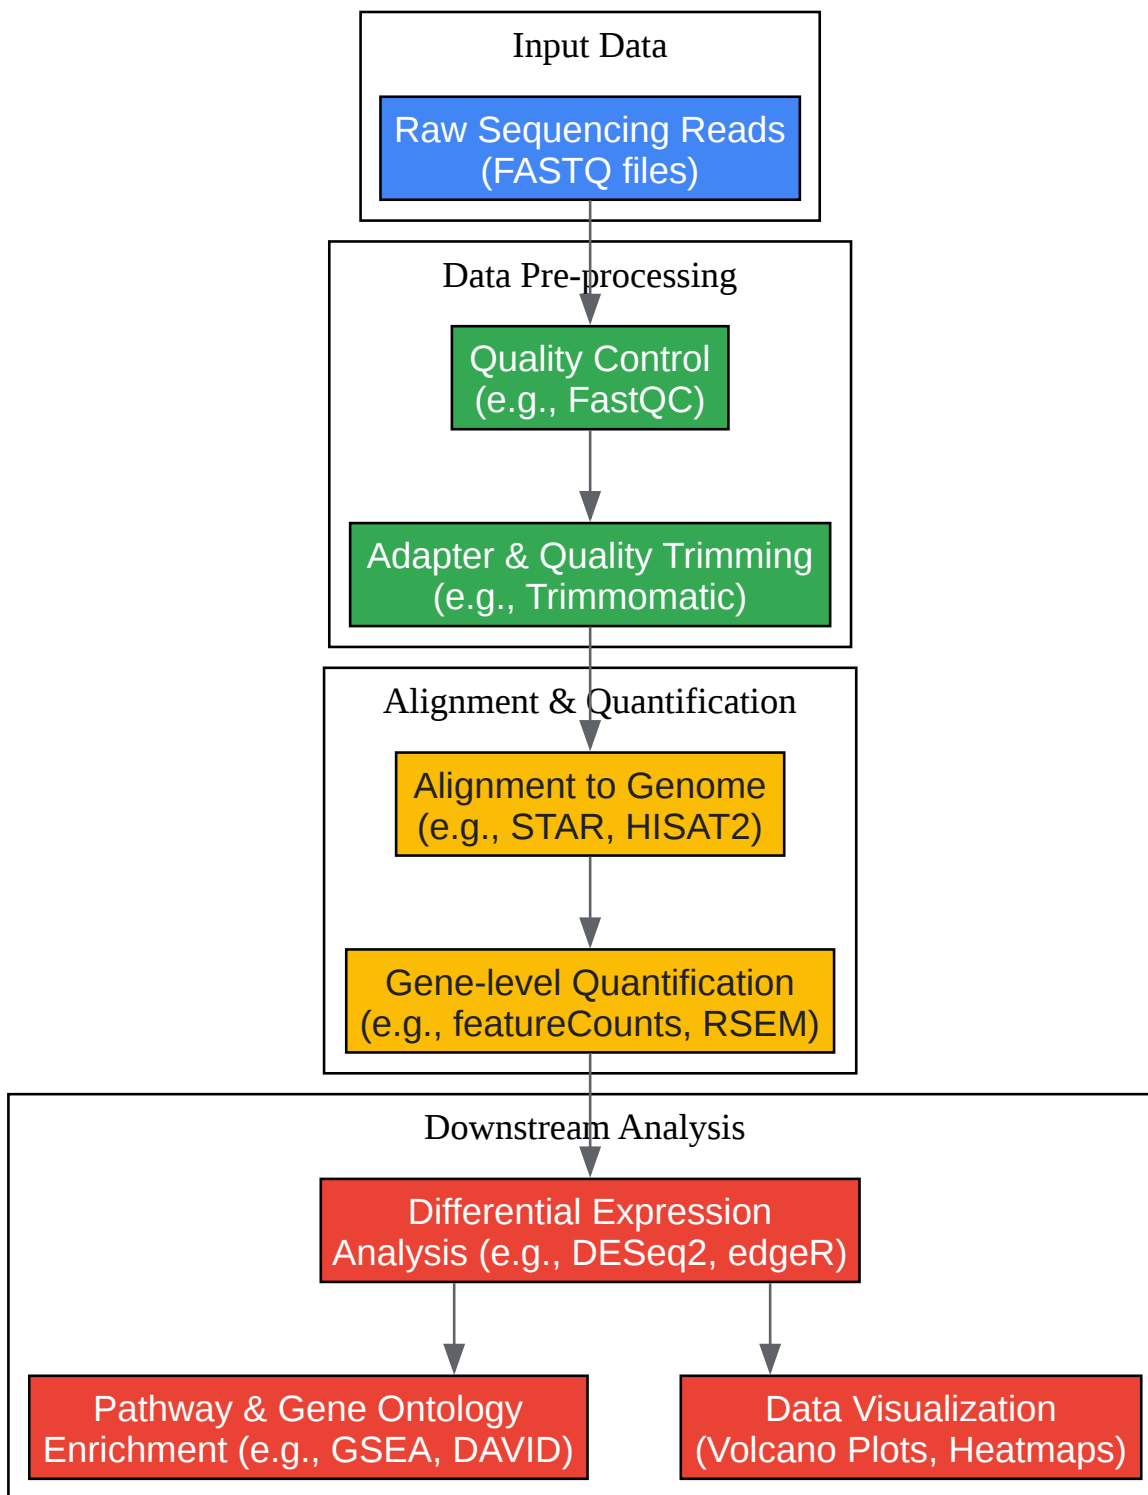 Input Data
Raw Sequencing Reads
(FASTQ files)
Data Pre-processing
Quality Control
(e.g., FastQC)
Adapter & Quality Trimming
(e.g., Trimmomatic)
Alignment & Quantification
Alignment to Genome
(e.g., STAR, HISAT2)
Gene-level Quantification
(e.g., featureCounts, RSEM)
Downstream Analysis
Differential Expression
Analysis (e.g., DESeq2, edgeR)
Pathway & Gene Ontology
Enrichment (e.g., GSEA, DAVID)
Data Visualization
(Volcano Plots, Heatmaps)